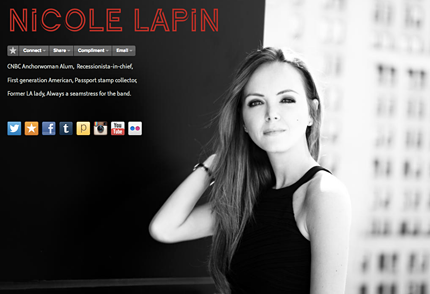 NICOLE LAPIN
Connect Share Compliment Email
CNBC Anchorwoman Alum, Recessionista-in-chief,
First generation American, Passport stamp collector,
Former LA lady, Always a seamstress for the band.
f t p You Tube